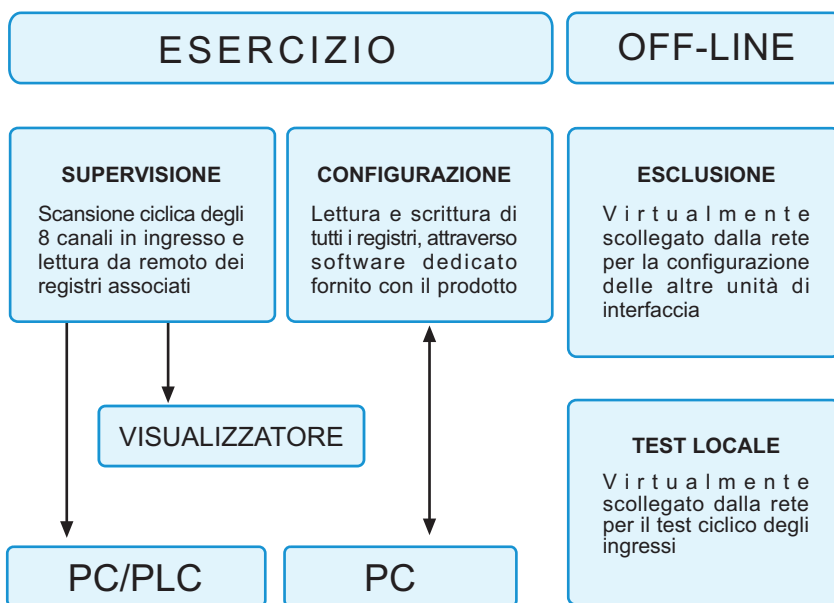 ESERCIZIO
OFF-LINE
SUPERVISIONE
Scansione ciclica degli
8 canali in ingresso e
lettura da remoto dei
registri associati
CONFIGURAZIONE
Lettura e scrittura di
tutti i registri, attraverso
software dedicato
fornito con il prodotto
ESCLUSIONE
Virtualmente
scollegato dalla rete
per la configurazione
delle altre unità di
interfaccia
VISUALIZZATORE
TEST LOCALE
Virtualmente
scollegato dalla rete
per il test ciclico degli
ingressi
PC/PLC
PC